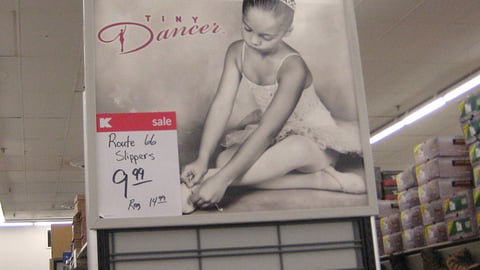 TINY
Dancer
K sale
Route 66
Slippers
9.99
Reg 14.99